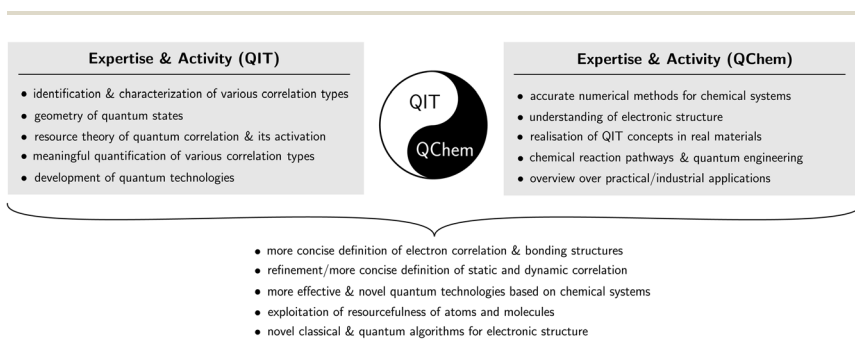 Expertise & Activity (QIT)
• identification & characterization of various correlation types
• geometry of quantum states
• resource theory of quantum correlation & its activation
• meaningful quantification of various correlation types
• development of quantum technologies
QIT
QChem
Expertise & Activity (QChem)
• accurate numerical methods for chemical systems
• understanding of electronic structure
• realisation of QIT concepts in real materials
• chemical reaction pathways & quantum engineering
• overview over practical/industrial applications
• more concise definition of electron correlation & bonding structures
• refinement/more concise definition of static and dynamic correlation
• more effective & novel quantum technologies based on chemical systems
• exploitation of resourcefulness of atoms and molecules
• novel classical & quantum algorithms for electronic structure